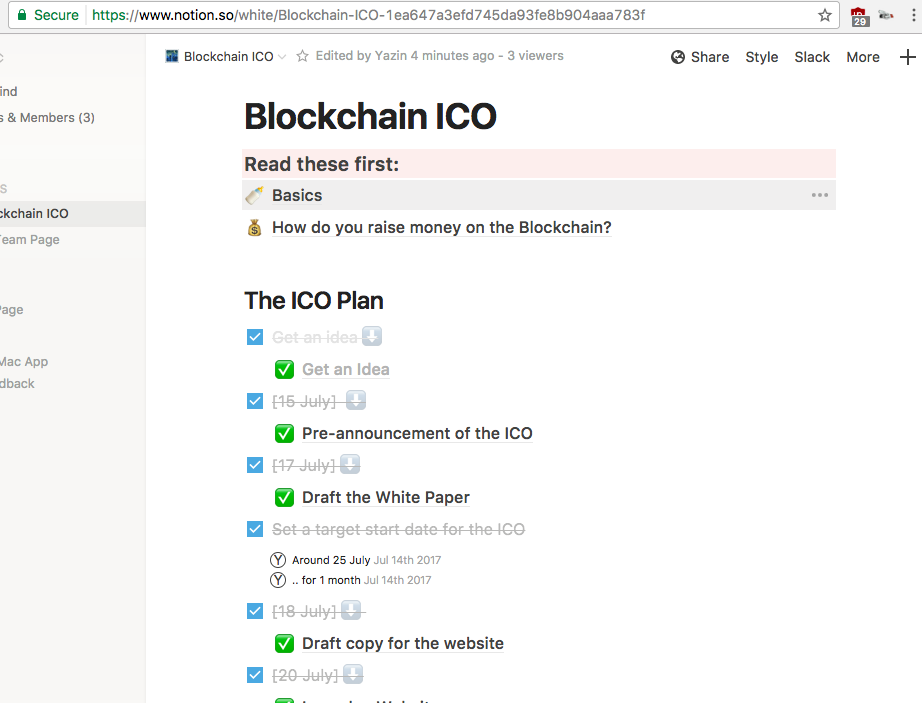 Secure https://www.notion.so/white/Blockchain-ICO-1ea647a3efd745da93fe8b904aaa783f
29
Blockchain ICO Edited by Yazin 4 minutes ago - 3 viewers Share Style Slack More
ind
s & Members (3)
S
ckchain ISO
Team Page
Page
Mac App
dback
Blockchain ICO
Read these first:
Basics
How do you raise money on the Blockchain?
The ICO Plan
Get an idea
Get an Idea
[15 July]
Pre-announcement of the ICO
[17 July]
Draft the White Paper
Set a target start date for the ICO
Y Around 25 July Jul 14th 2017
Y .. for 1 month Jul 14th 2017
[18 July]
Draft copy for the website
[20 July]